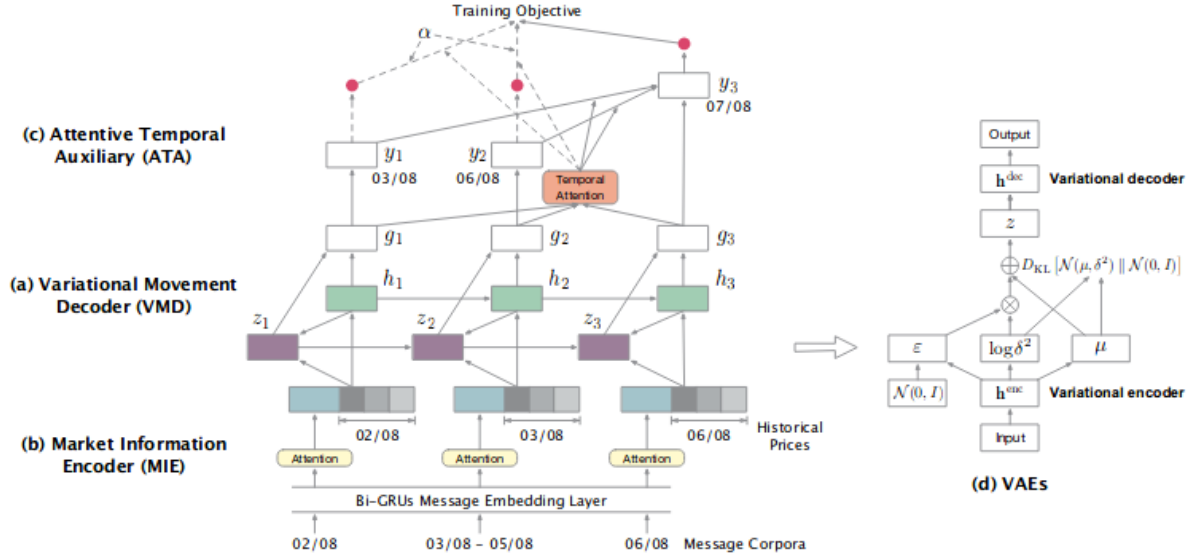 Training Objective
α
y₃
07/08
(c) Attentive Temporal
Auxiliary (ATA)
y₁
03/08
y₂
06/08
Temporal
Attention
g₁
g₂
g₃
(a) Variational Movement
Decoder (VMD)
h₁
h₂
h₃
z₁
z₂
z₃
02/08
03/08
06/08
Historical
Prices
(b) Market Information
Encoder (MIE)
Attention
Attention
Attention
Bi-GRUs Message Embedding Layer
02/08
03/08 - 05/08
06/08
Message Corpora
Output
h^dec
Variational decoder
z
D_KL [𝒩(μ, δ²) ‖ 𝒩(0, I)]
ε
log δ²
μ
𝒩(0, I)
h^enc
Variational encoder
Input
(d) VAEs